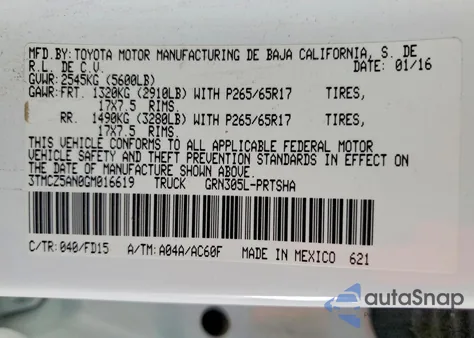 MFD.BY: TOYOTA MOTOR MANUFACTURING DE BAJA CALIFORNIA, S. DE
R.L. DE C.V. DATE: 01/16
GVWR: 2545KG (5600LB)
GAWR: FRT. 1320KG (2910LB) WITH P265/65R17 TIRES,
17X7.5 RIMS.
RR. 1490KG (3280LB) WITH P265/65R17 TIRES,
17X7.5 RIMS.
THIS VEHICLE CONFORMS TO ALL APPLICABLE FEDERAL MOTOR
VEHICLE SAFETY AND THEFT PREVENTION STANDARDS IN EFFECT ON
THE DATE OF MANUFACTURE SHOWN ABOVE.
3TMCZ5AN0GM016619 TRUCK GRN305L-PRTSHA
C/TR: 040/FD15 A/TM: A04A/AC60F MADE IN MEXICO 621
autoSnap